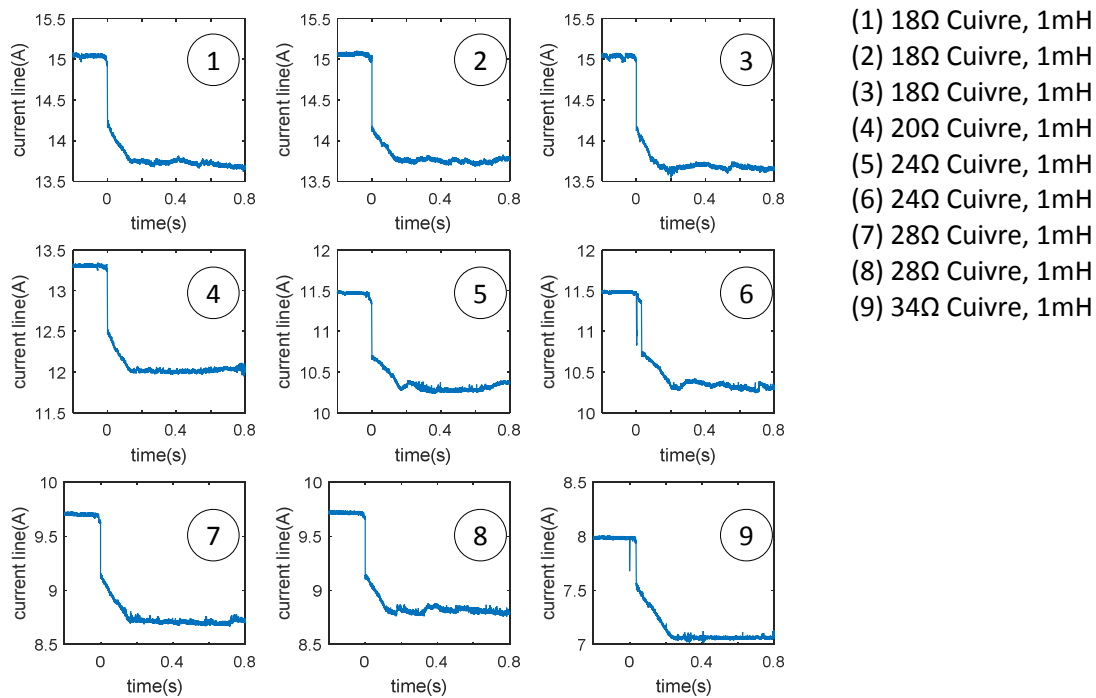 15.5
15
14.5
14
13.5
0 0.4 0.8
time(s)
current line(A)
1
15.5
15
14.5
14
13.5
0 0.4 0.8
time(s)
current line(A)
2
15.5
15
14.5
14
13.5
0 0.4 0.8
time(s)
current line(A)
3
13.5
13
12.5
12
11.5
0 0.4 0.8
time(s)
current line(A)
4
12
11.5
11
10.5
10
0 0.4 0.8
time(s)
current line(A)
5
12
11.5
11
10.5
10
0 0.4 0.8
time(s)
current line(A)
6
10
9.5
9
8.5
0 0.4 0.8
time(s)
current line(A)
7
10
9.5
9
8.5
0 0.4 0.8
time(s)
current line(A)
8
8.5
8
7.5
7
0 0.4 0.8
time(s)
current line(A)
9
(1) 18Ω Cuivre, 1mH
(2) 18Ω Cuivre, 1mH
(3) 18Ω Cuivre, 1mH
(4) 20Ω Cuivre, 1mH
(5) 24Ω Cuivre, 1mH
(6) 24Ω Cuivre, 1mH
(7) 28Ω Cuivre, 1mH
(8) 28Ω Cuivre, 1mH
(9) 34Ω Cuivre, 1mH